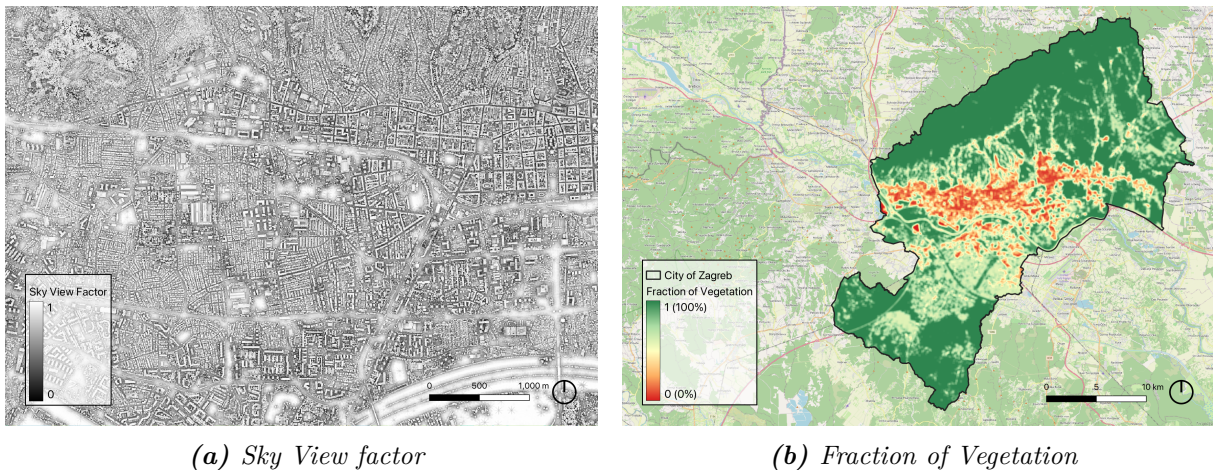 Sky View Factor
1
0
0 500 1,000 m
City of Zagreb
Fraction of Vegetation
1 (100%)
0 (0%)
0 5 10 km
(a) Sky View factor
(b) Fraction of Vegetation